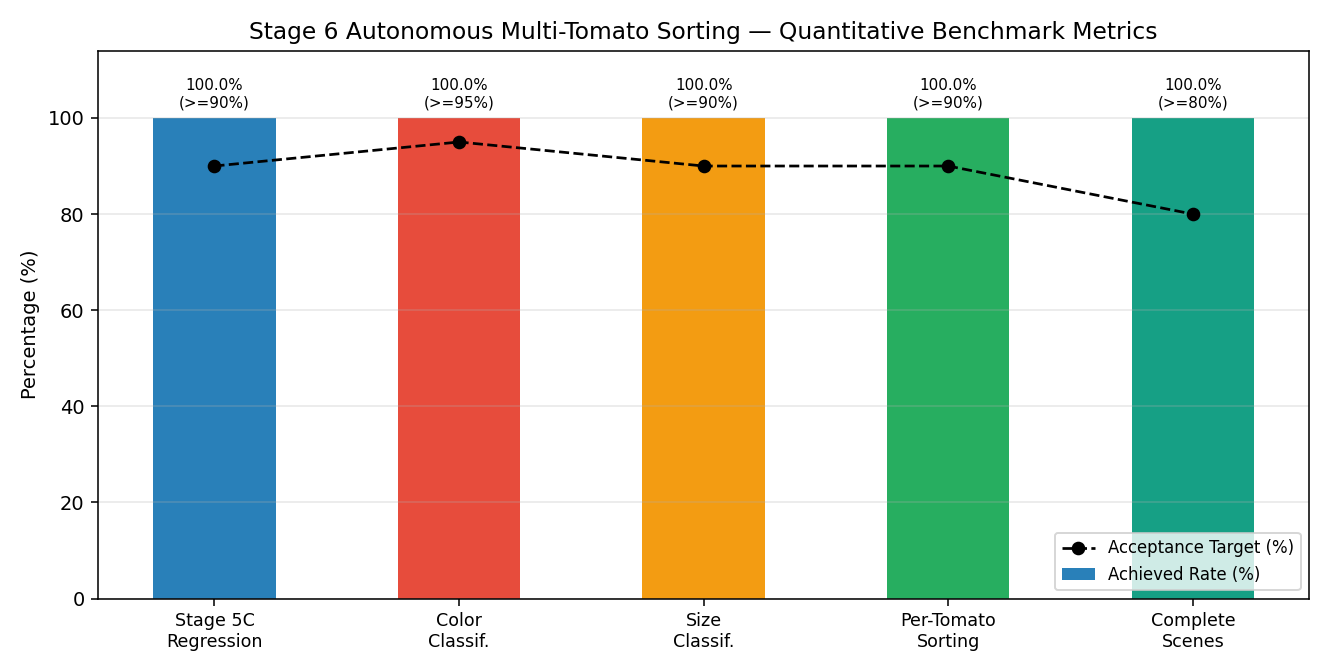 Stage 6 Autonomous Multi-Tomato Sorting — Quantitative Benchmark Metrics
100.0%
(>=90%)
100.0%
(>=95%)
100.0%
(>=90%)
100.0%
(>=90%)
100.0%
(>=80%)
Percentage (%)
100
80
60
40
20
0
Acceptance Target (%)
Achieved Rate (%)
Stage 5C
Regression
Color
Classif.
Size
Classif.
Per-Tomato
Sorting
Complete
Scenes